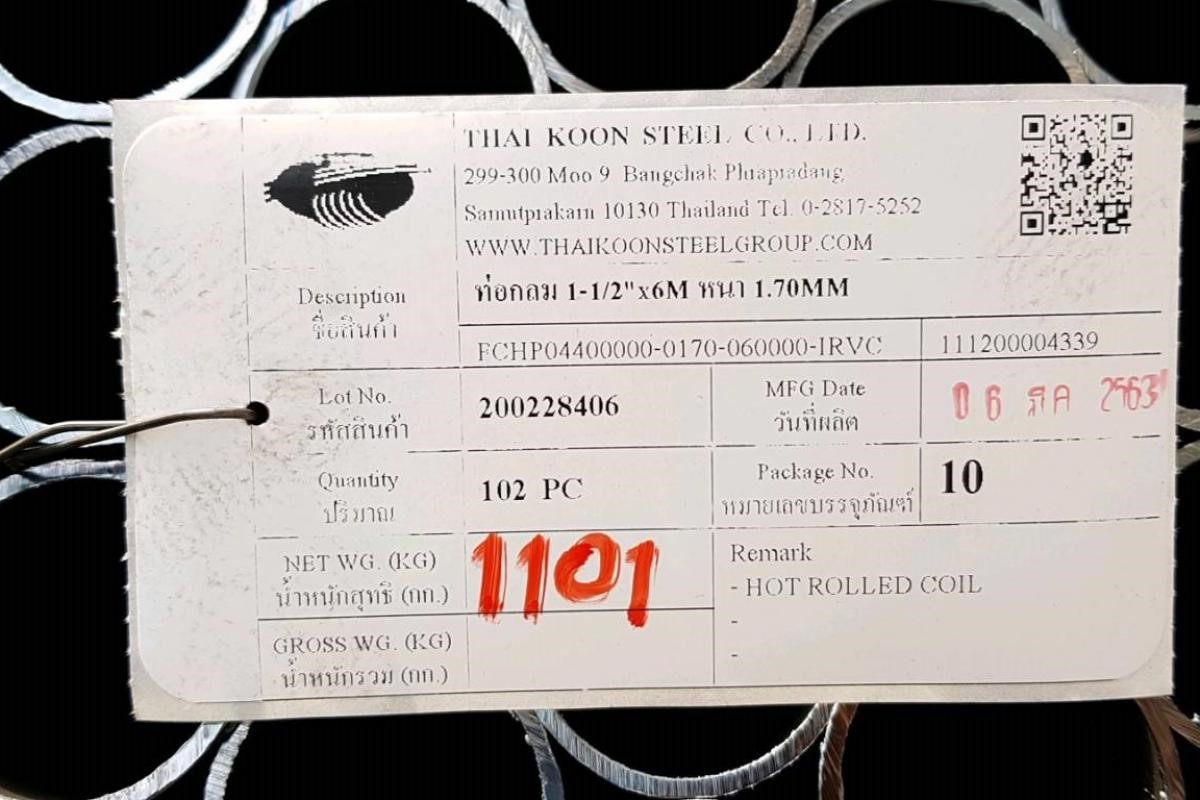 THAI KOON STEEL CO., LTD.
299-300 Moo 9 Bangchak Phrapradang
Samutprakarn 10130 Thailand Tel. 0-2817-5252
WWW.THAIKOONSTEELGROUP.COM
Description
ชื่อสินค้า
ท่อกลม 1-1/2"x6M หนา 1.70MM
FCHP04400000-0170-060000-IRVC
111200004339
Lot No.
รหัสสินค้า
200228406
MFG Date
วันที่ผลิต
06 2563
Quantity
ปริมาณ
102 PC
Package No.
หมายเลขบรรจุภัณฑ์
10
NET WG. (KG)
น้ำหนักสุทธิ (กก.)
1101
Remark
- HOT ROLLED COIL
-
-
GROSS WG. (KG)
น้ำหนักรวม (กก.)